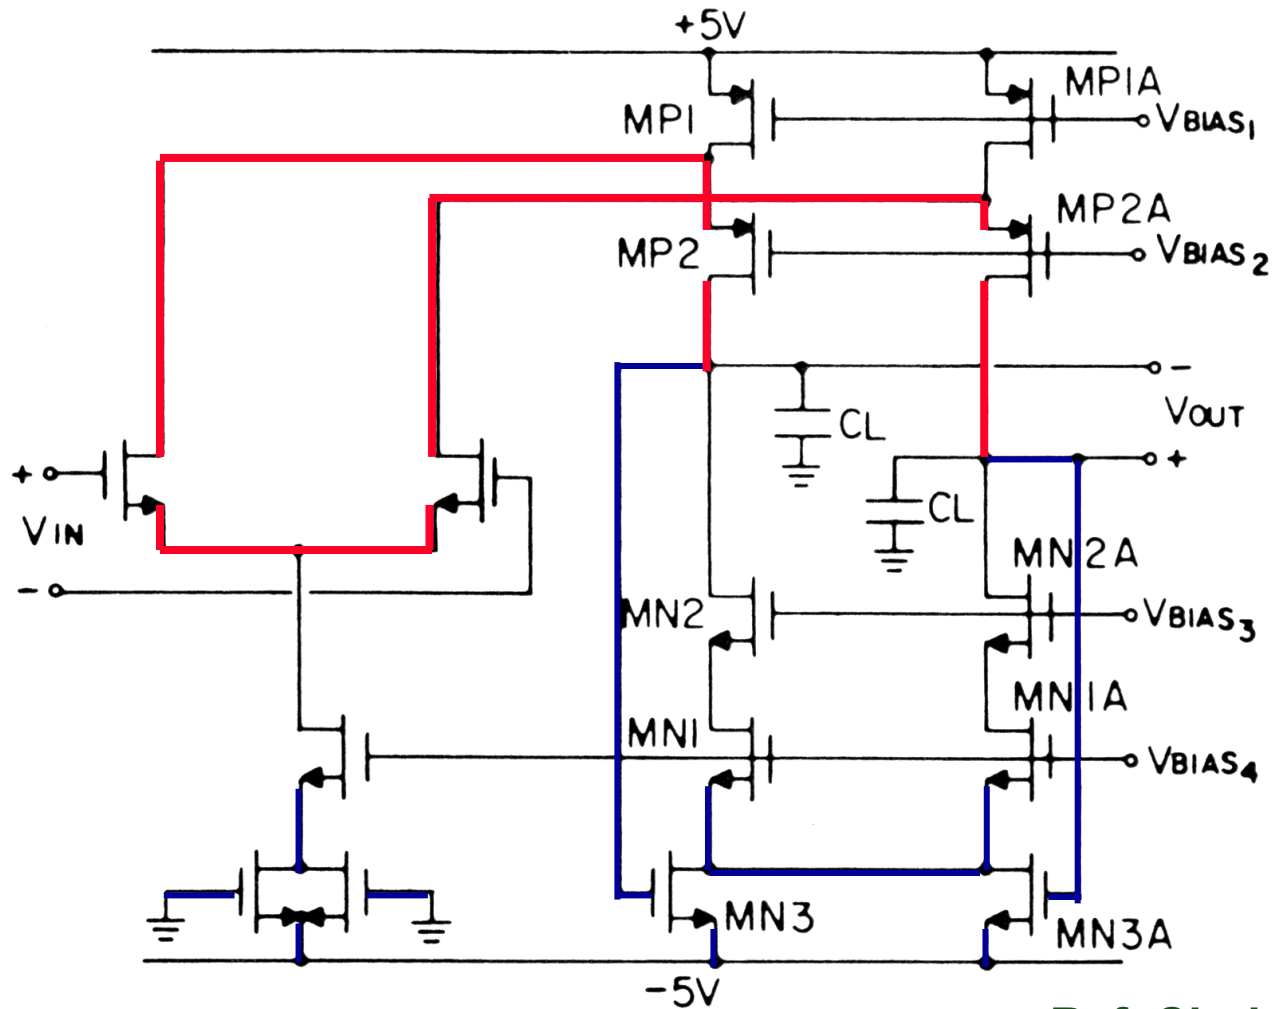 +5V
MP1A
MP1
VBIAS1
MP2A
MP2
VBIAS2
−
VOUT
CL
+
+
CL
VIN
MN2A
−
MN2
VBIAS3
MN1A
MN1
VBIAS4
MN3
MN3A
−5V